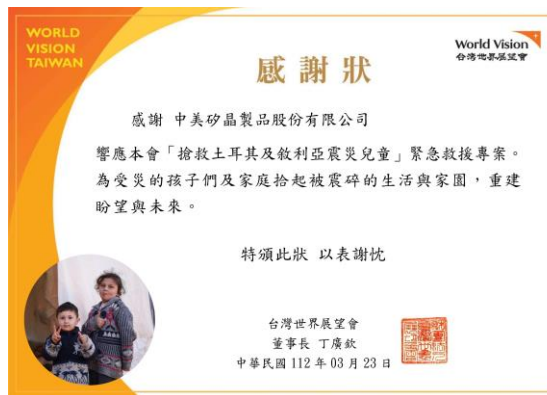 WORLD
VISION
TAIWAN
World Vision
台灣世界展望會
感謝狀
感謝 中美矽晶製品股份有限公司
響應本會「搶救土耳其及敘利亞震災兒童」緊急救援專案。
為受災的孩子們及家庭拾起被震碎的生活與家園，重建
盼望與未來。
特頒此狀 以表謝忱
台灣世界展望會
董事長 丁廣欽
中華民國 112 年 03 月 23 日